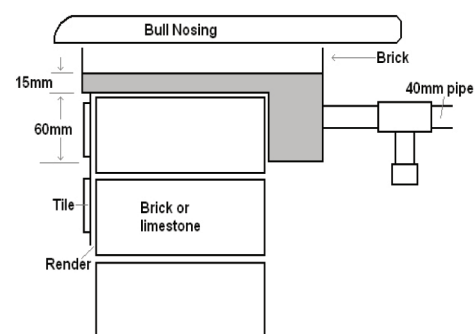 Bull Nosing
Brick
15mm
40mm pipe
60mm
Tile
Brick or
limestone
Render